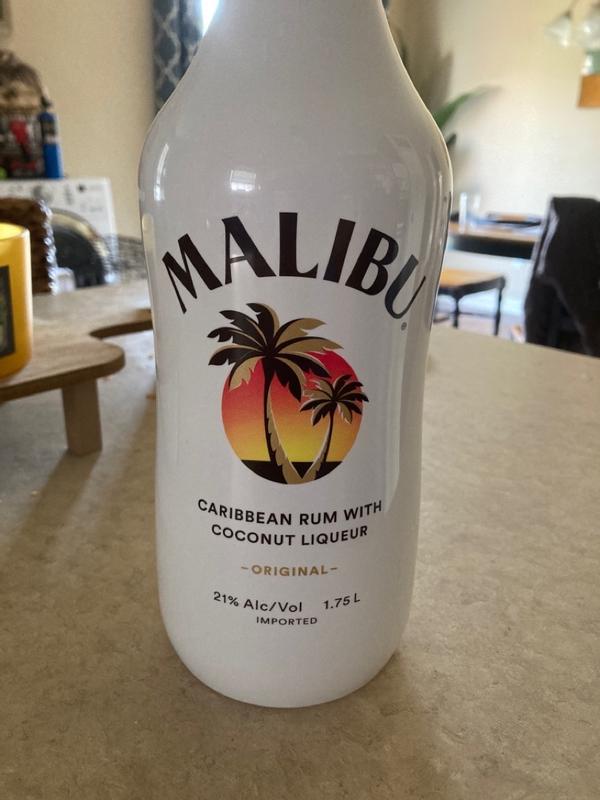 MALIBU®
CARIBBEAN RUM WITH
COCONUT LIQUEUR
-ORIGINAL-
21% Alc/Vol 1.75 L
IMPORTED